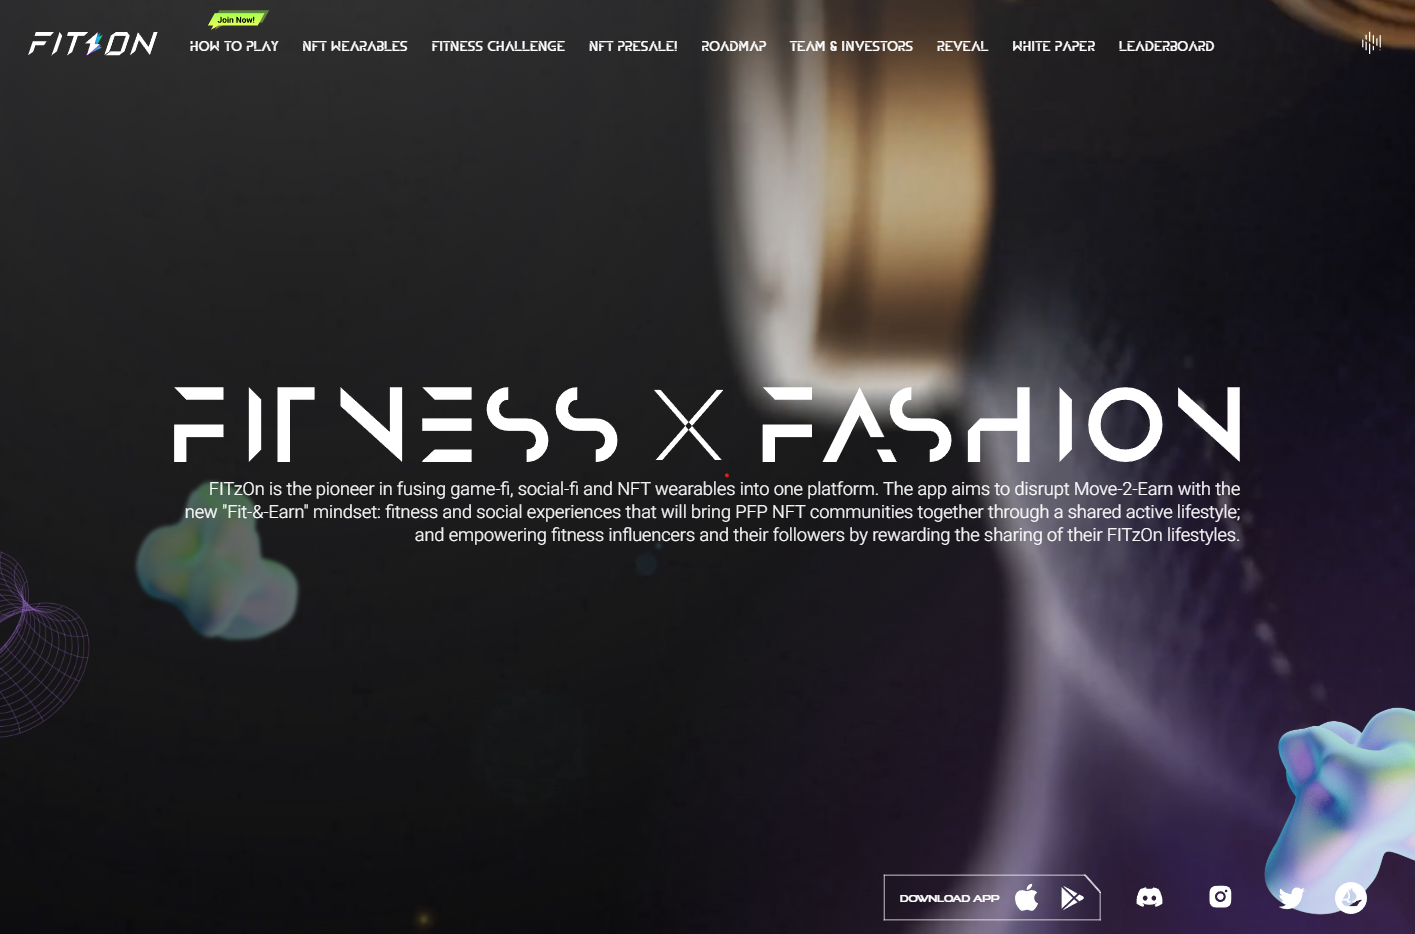 Join Now!
FITZON
HOW TO PLAY
NFT WEARABLES
FITNESS CHALLENGE
NFT PRESALE!
ROADMAP
TEAM & INVESTORS
REVEAL
WHITE PAPER
LEADERBOARD
FITNESS X FASHION
FITzOn is the pioneer in fusing game-fi, social-fi and NFT wearables into one platform. The app aims to disrupt Move-2-Earn with the
new "Fit-&-Earn" mindset: fitness and social experiences that will bring PFP NFT communities together through a shared active lifestyle;
and empowering fitness influencers and their followers by rewarding the sharing of their FITzOn lifestyles.
DOWNLOAD APP